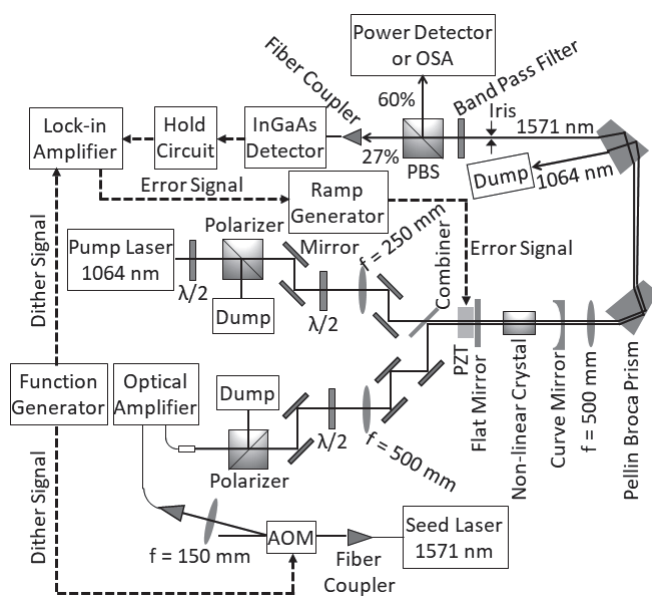 Power Detector
or OSA
Fiber Coupler
60%
Band Pass Filter
Iris
1571 nm
Lock-in
Amplifier
Hold
Circuit
InGaAs
Detector
27%
PBS
Dump
1064 nm
Error Signal
Ramp
Generator
Polarizer
Mirror
f = 250 mm
Combiner
Error Signal
Pump Laser
1064 nm
λ/2
Dump
λ/2
Dither Signal
PZT
Flat Mirror
Non-linear Crystal
Curve Mirror
f = 500 mm
Pellin Broca Prism
Function
Generator
Optical
Amplifier
Dump
λ/2
f = 500 mm
Polarizer
Dither Signal
f = 150 mm
AOM
Fiber
Coupler
Seed Laser
1571 nm